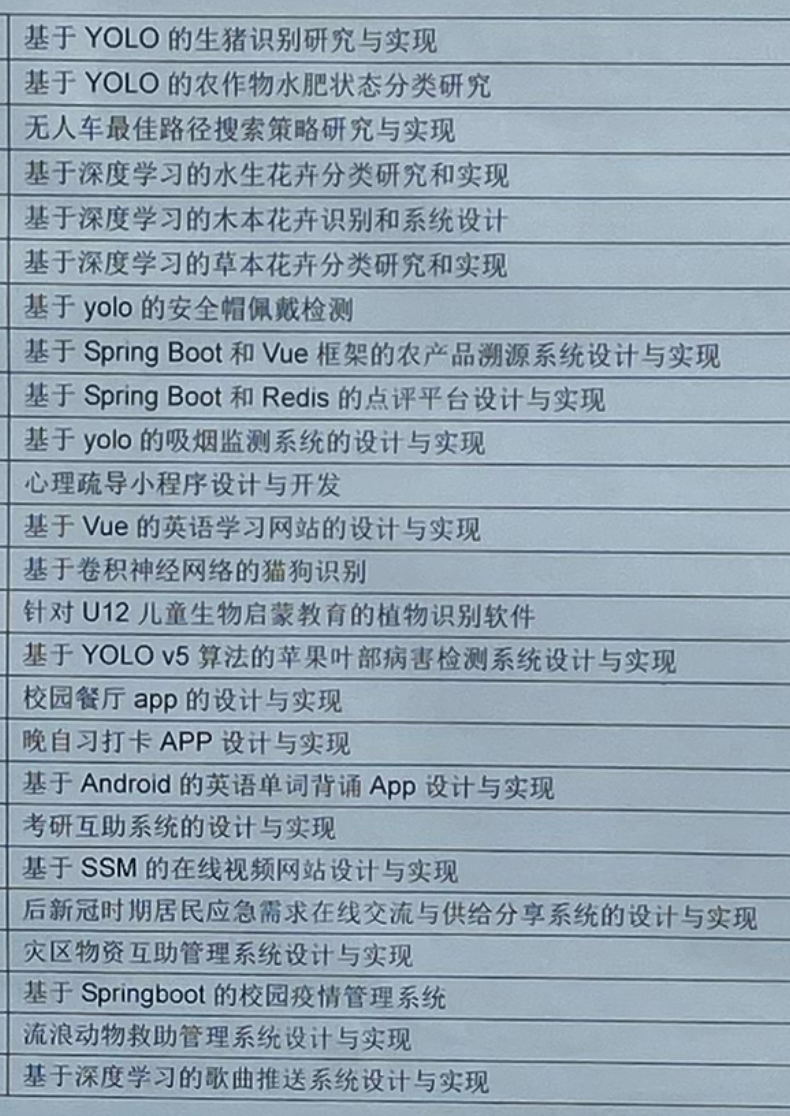 基于 YOLO 的生猪识别研究与实现
基于 YOLO 的农作物水肥状态分类研究
无人车最佳路径搜索策略研究与实现
基于深度学习的水生花卉分类研究和实现
基于深度学习的木本花卉识别和系统设计
基于深度学习的草本花卉分类研究和实现
基于 yolo 的安全帽佩戴检测
基于 Spring Boot 和 Vue 框架的农产品溯源系统设计与实现
基于 Spring Boot 和 Redis 的点评平台设计与实现
基于 yolo 的吸烟监测系统的设计与实现
心理疏导小程序设计与开发
基于 Vue 的英语学习网站的设计与实现
基于卷积神经网络的猫狗识别
针对 U12 儿童生物启蒙教育的植物识别软件
基于 YOLO v5 算法的苹果叶部病害检测系统设计与实现
校园餐厅 app 的设计与实现
晚自习打卡 APP 设计与实现
基于 Android 的英语单词背诵 App 设计与实现
考研互助系统的设计与实现
基于 SSM 的在线视频网站设计与实现
后新冠时期居民应急需求在线交流与供给分享系统的设计与实现
灾区物资互助管理系统设计与实现
基于 Springboot 的校园疫情管理系统
流浪动物救助管理系统设计与实现
基于深度学习的歌曲推送系统设计与实现